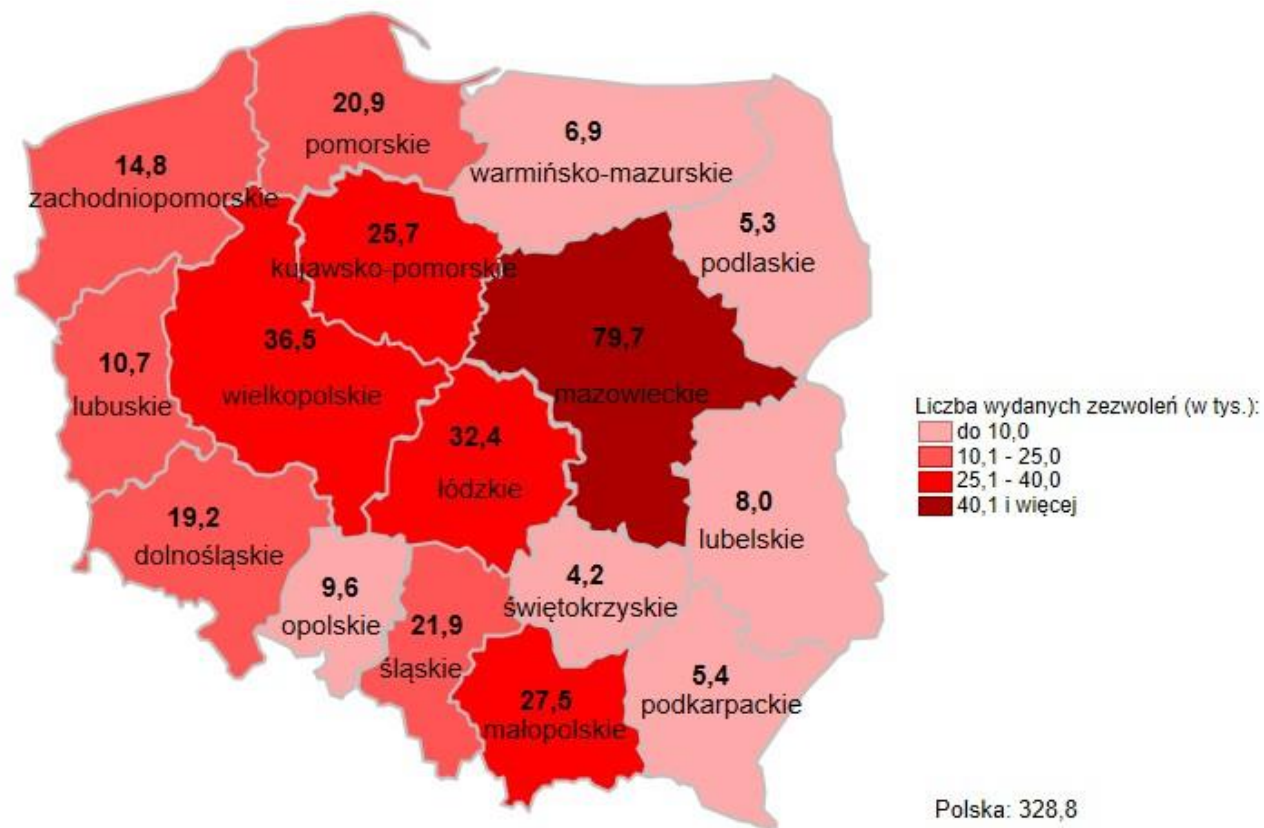 20,9
pomorskie
6,9
warmińsko-mazurskie
14,8
zachodniopomorskie
5,3
podlaskie
25,7
kujawsko-pomorskie
36,5
wielkopolskie
79,7
mazowieckie
10,7
lubuskie
32,4
łódzkie
19,2
dolnośląskie
8,0
lubelskie
9,6
opolskie
4,2
świętokrzyskie
21,9
śląskie
5,4
podkarpackie
27,5
małopolskie
Liczba wydanych zezwoleń (w tys.):
do 10,0
10,1 - 25,0
25,1 - 40,0
40,1 i więcej
Polska: 328,8